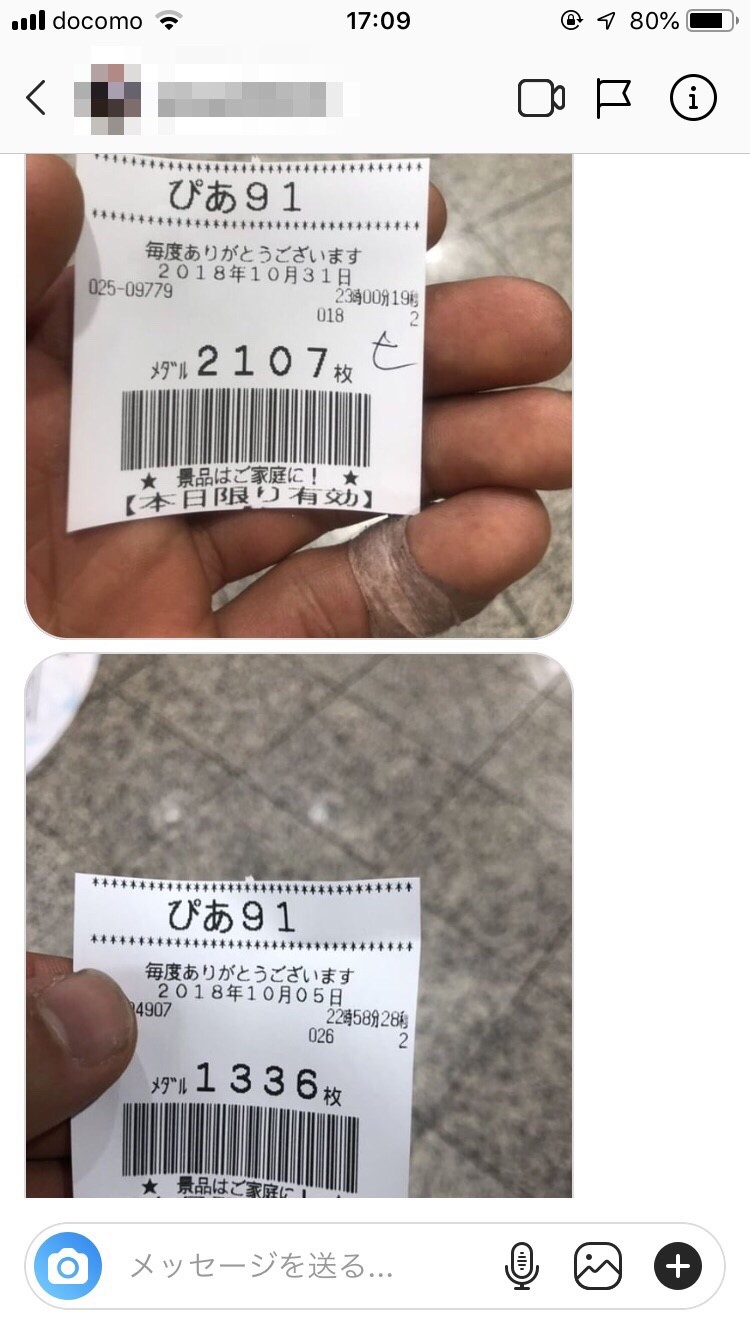 docomo
17:09
80%
ぴあ91
毎度ありがとうございます
2018年10月31日
025-09779
23時00分19秒
018 2
ﾒﾀﾞﾙ 2107枚
★ 景品はご家庭に！ ★
【本日限り有効】
ぴあ91
毎度ありがとうございます
2018年10月05日
4907
22時58分28秒
026 2
ﾒﾀﾞﾙ 1336枚
★ 景品はご家庭に！
メッセージを送る...